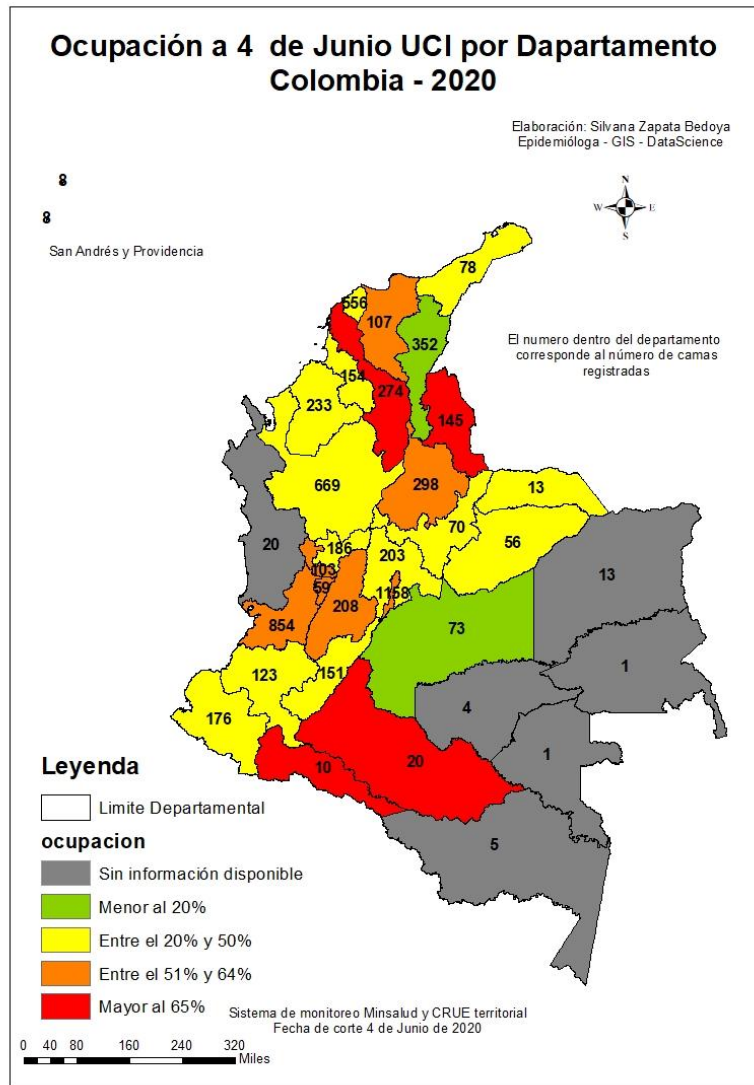 Ocupación a 4 de Junio UCI por Dapartamento
Colombia - 2020
Elaboración: Silvana Zapata Bedoya
Epidemióloga - GIS - DataScience
N
W E
S
8
8
San Andrés y Providencia
El numero dentro del departamento
corresponde al número de camas
registradas
78
556
107
352
154
274
233
145
669
298
13
70
56
20
186
203
13
103
59
1158
208
854
73
1
123
151
4
176
1
20
10
5
Leyenda
Limite Departamental
ocupacion
Sin información disponible
Menor al 20%
Entre el 20% y 50%
Entre el 51% y 64%
Mayor al 65%
Sistema de monitoreo Minsalud y CRUE territorial
Fecha de corte 4 de Junio de 2020
0 40 80 160 240 320
Miles